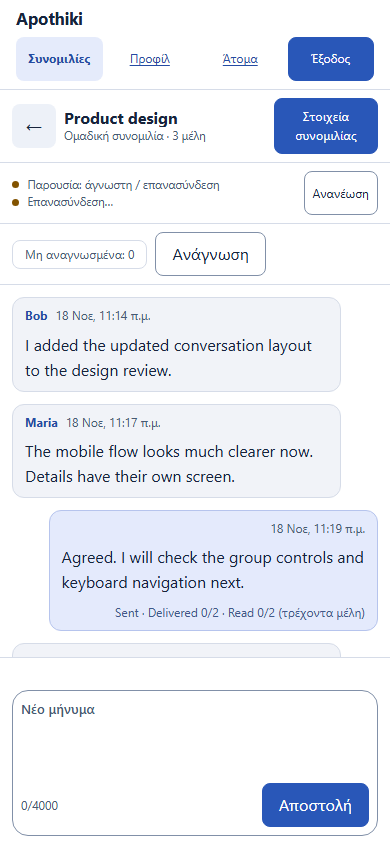 Apothiki
Συνομιλίες Προφίλ Άτομα Έξοδος
← Product design
Ομαδική συνομιλία · 3 μέλη
Στοιχεία
συνομιλίας
Παρουσία: άγνωστη / επανασύνδεση
Επανασύνδεση…
Ανανέωση
Μη αναγνωσμένα: 0 Ανάγνωση
Bob 18 Νοε, 11:14 π.μ.
I added the updated conversation layout
to the design review.
Maria 18 Νοε, 11:17 π.μ.
The mobile flow looks much clearer now.
Details have their own screen.
18 Νοε, 11:19 π.μ.
Agreed. I will check the group controls and
keyboard navigation next.
Sent · Delivered 0/2 · Read 0/2 (τρέχοντα μέλη)
Νέο μήνυμα
0/4000 Αποστολή